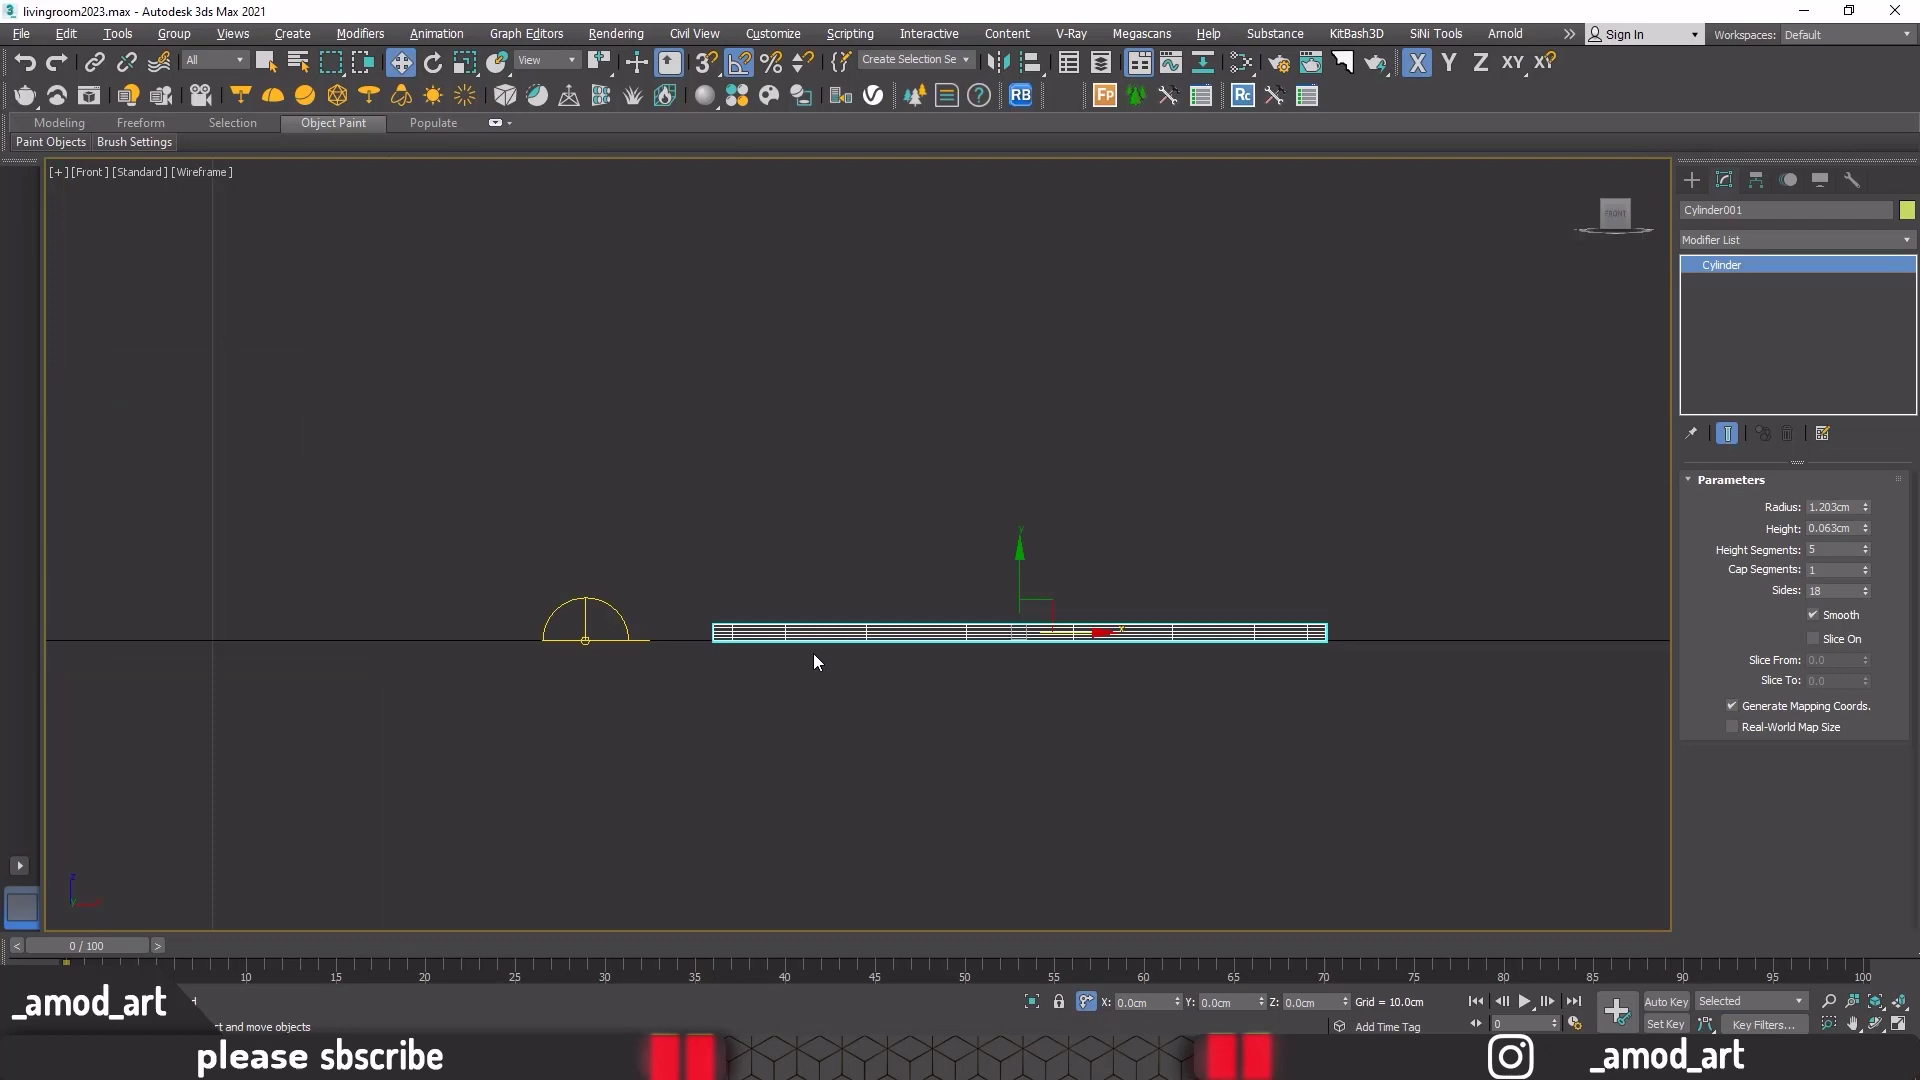 livingroom2023.max - Autodesk 3ds Max 2021
File Edit Tools Group Views Create Modifiers Animation Graph Editors Rendering Civil View Customize Scripting Interactive Content V-Ray Megascans Help Substance KitBash3D SiNi Tools Arnold Sign In Workspaces: Default
All View Create Selection Se X Y Z XY
RB Fp Rc
Modeling Freeform Selection Object Paint Populate
Paint Objects Brush Settings
[+] [Front] [Standard] [Wireframe]
FRONT
Cylinder001
Modifier List
Cylinder
Parameters
Radius: 1.203cm
Height: 0.063cm
Height Segments: 5
Cap Segments: 1
Sides: 18
Smooth
Slice On
Slice From: 0.0
Slice To: 0.0
Generate Mapping Coords.
Real-World Map Size
y
x
z
0 / 100
10 15 20 25 30 35 40 45 50 55 60 65 70 75 80 85 90 95 100
_amod_art
X: 0.0cm Y: 0.0cm Z: 0.0cm Grid = 10.0cm Auto Key Selected
ct and move objects
Add Time Tag 0 Set Key Key Filters...
please sbscribe
_amod_art